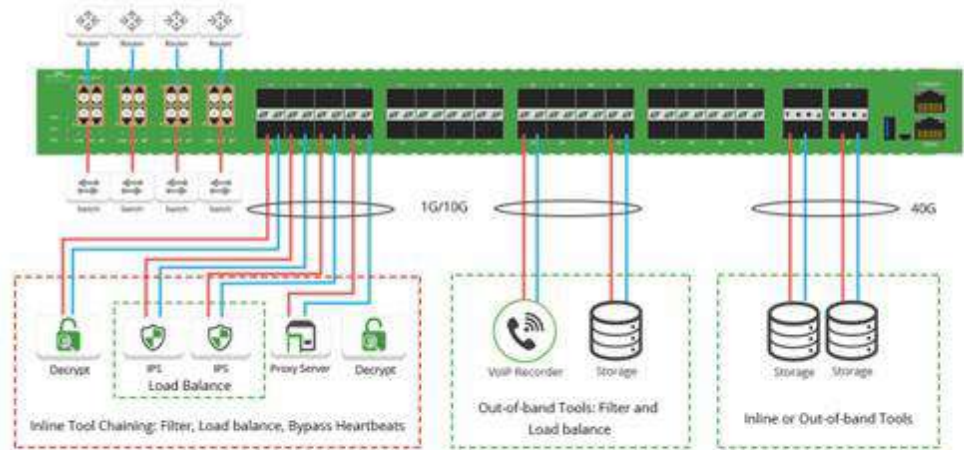 Router Router Router Router
Switch Switch Switch Switch
1G/10G
40G
Decrypt
IPS
IPS
Load Balance
Proxy Server
Decrypt
Inline Tool Chaining: Filter, Load balance, Bypass Heartbeats
VoIP Recorder
Storage
Out-of-band Tools: Filter and
Load balance
Storage
Storage
Inline or Out-of-band Tools